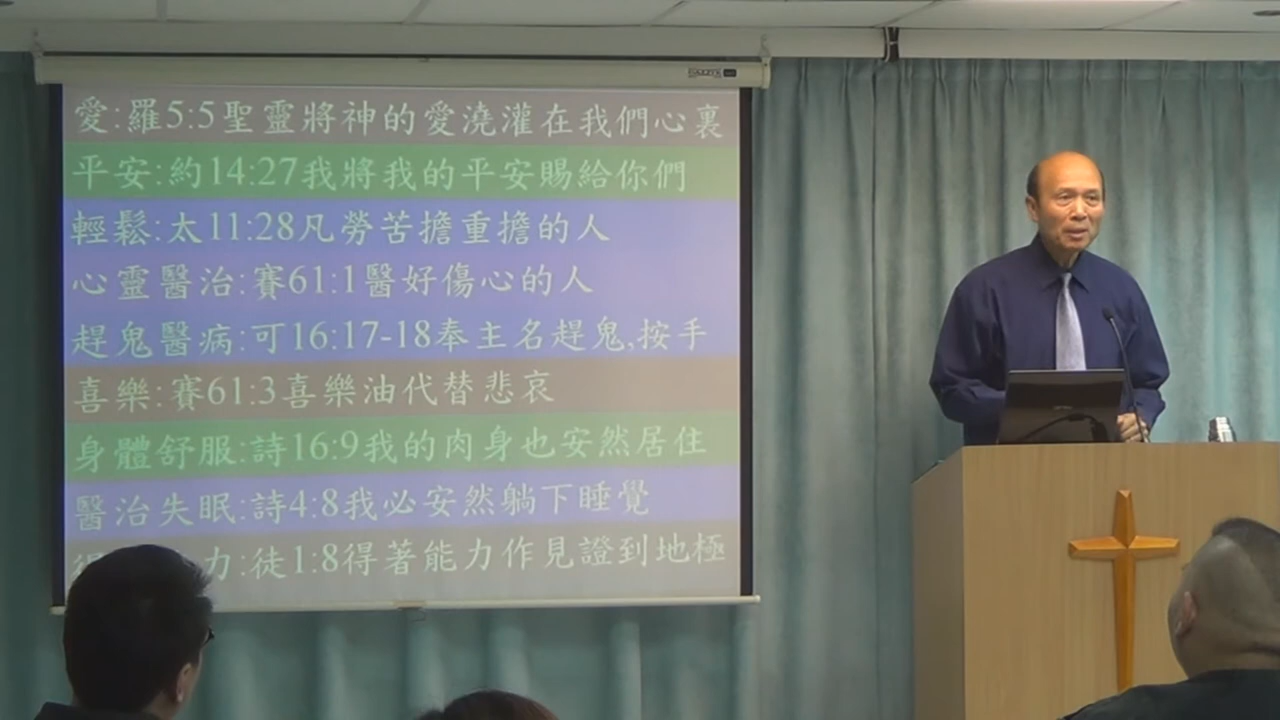 愛:羅5:5聖靈將神的愛澆灌在我們心裏
平安:約14:27我將我的平安賜給你們
輕鬆:太11:28凡勞苦擔重擔的人
心靈醫治:賽61:1醫好傷心的人
趕鬼醫病:可16:17-18奉主名趕鬼,按手
喜樂:賽61:3喜樂油代替悲哀
身體舒服:詩16:9我的肉身也安然居住
醫治失眠:詩4:8我必安然躺下睡覺
力:徒1:8得著能力作見證到地極